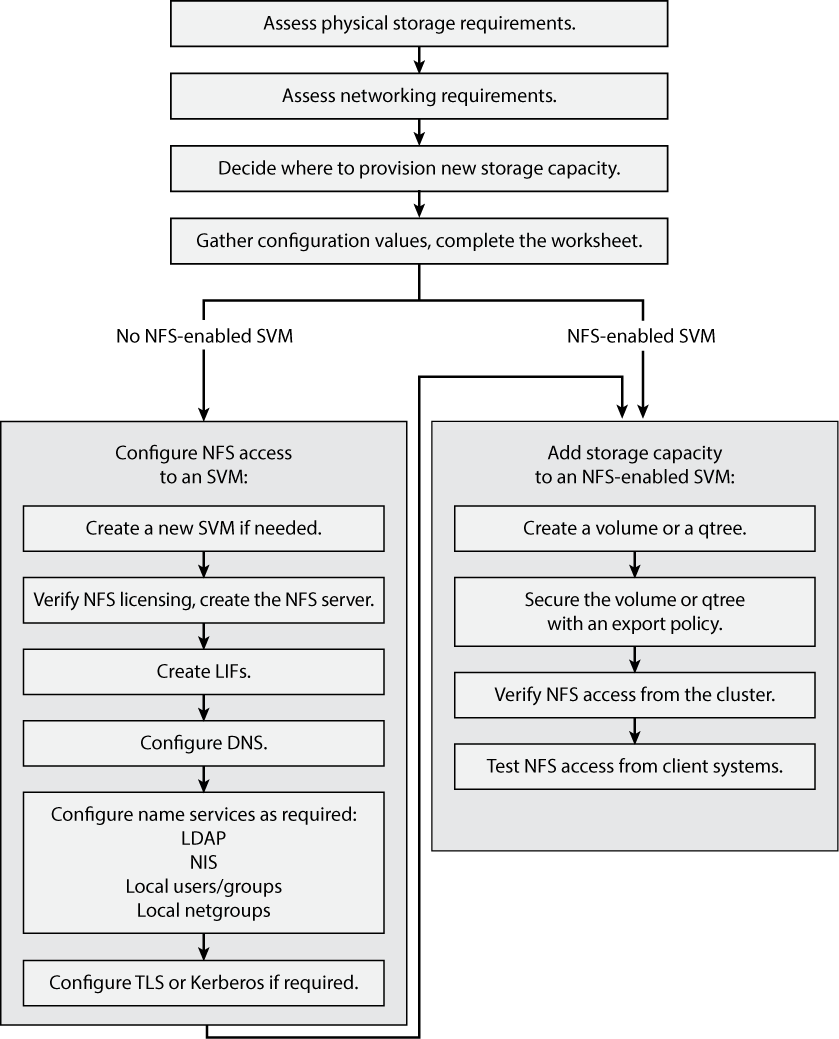 Assess physical storage requirements.
Assess networking requirements.
Decide where to provision new storage capacity.
Gather configuration values, complete the worksheet.
No NFS-enabled SVM
NFS-enabled SVM
Configure NFS access
to an SVM:
Create a new SVM if needed.
Verify NFS licensing, create the NFS server.
Create LIFs.
Configure DNS.
Configure name services as required:
LDAP
NIS
Local users/groups
Local netgroups
Configure TLS or Kerberos if required.
Add storage capacity
to an NFS-enabled SVM:
Create a volume or a qtree.
Secure the volume or qtree
with an export policy.
Verify NFS access from the cluster.
Test NFS access from client systems.